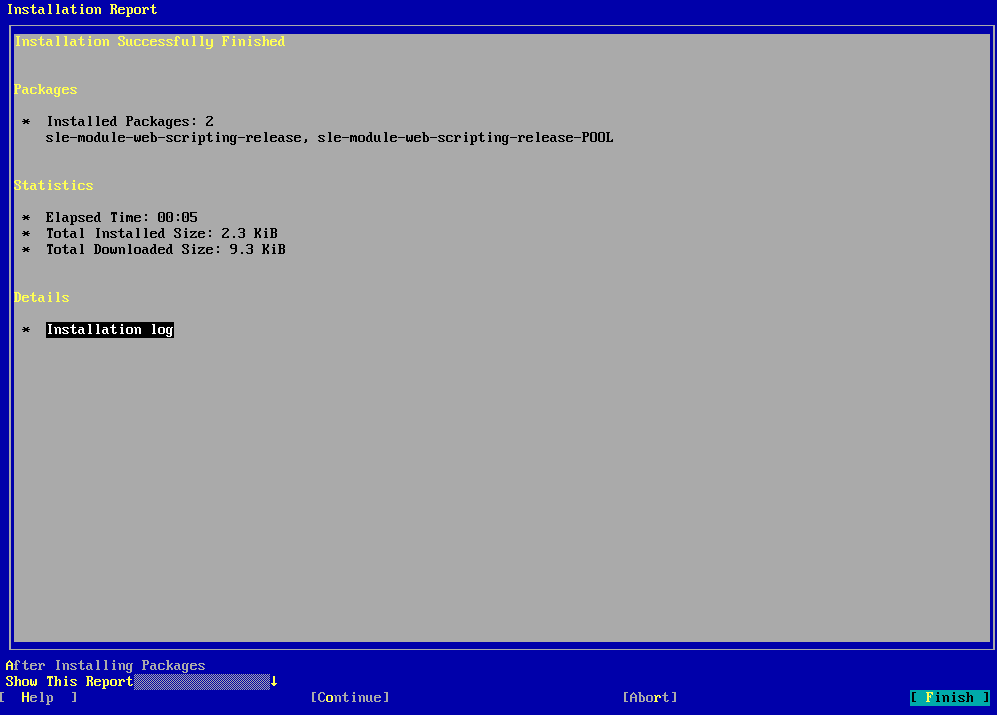 Installation Report
Installation Successfully Finished
Packages
* Installed Packages: 2
sle-module-web-scripting-release, sle-module-web-scripting-release-POOL
Statistics
* Elapsed Time: 00:05
* Total Installed Size: 2.3 KiB
* Total Downloaded Size: 9.3 KiB
Details
* Installation log
After Installing Packages
Show This Report↓
[ Help ] [Continue] [Abort] [ Finish ]